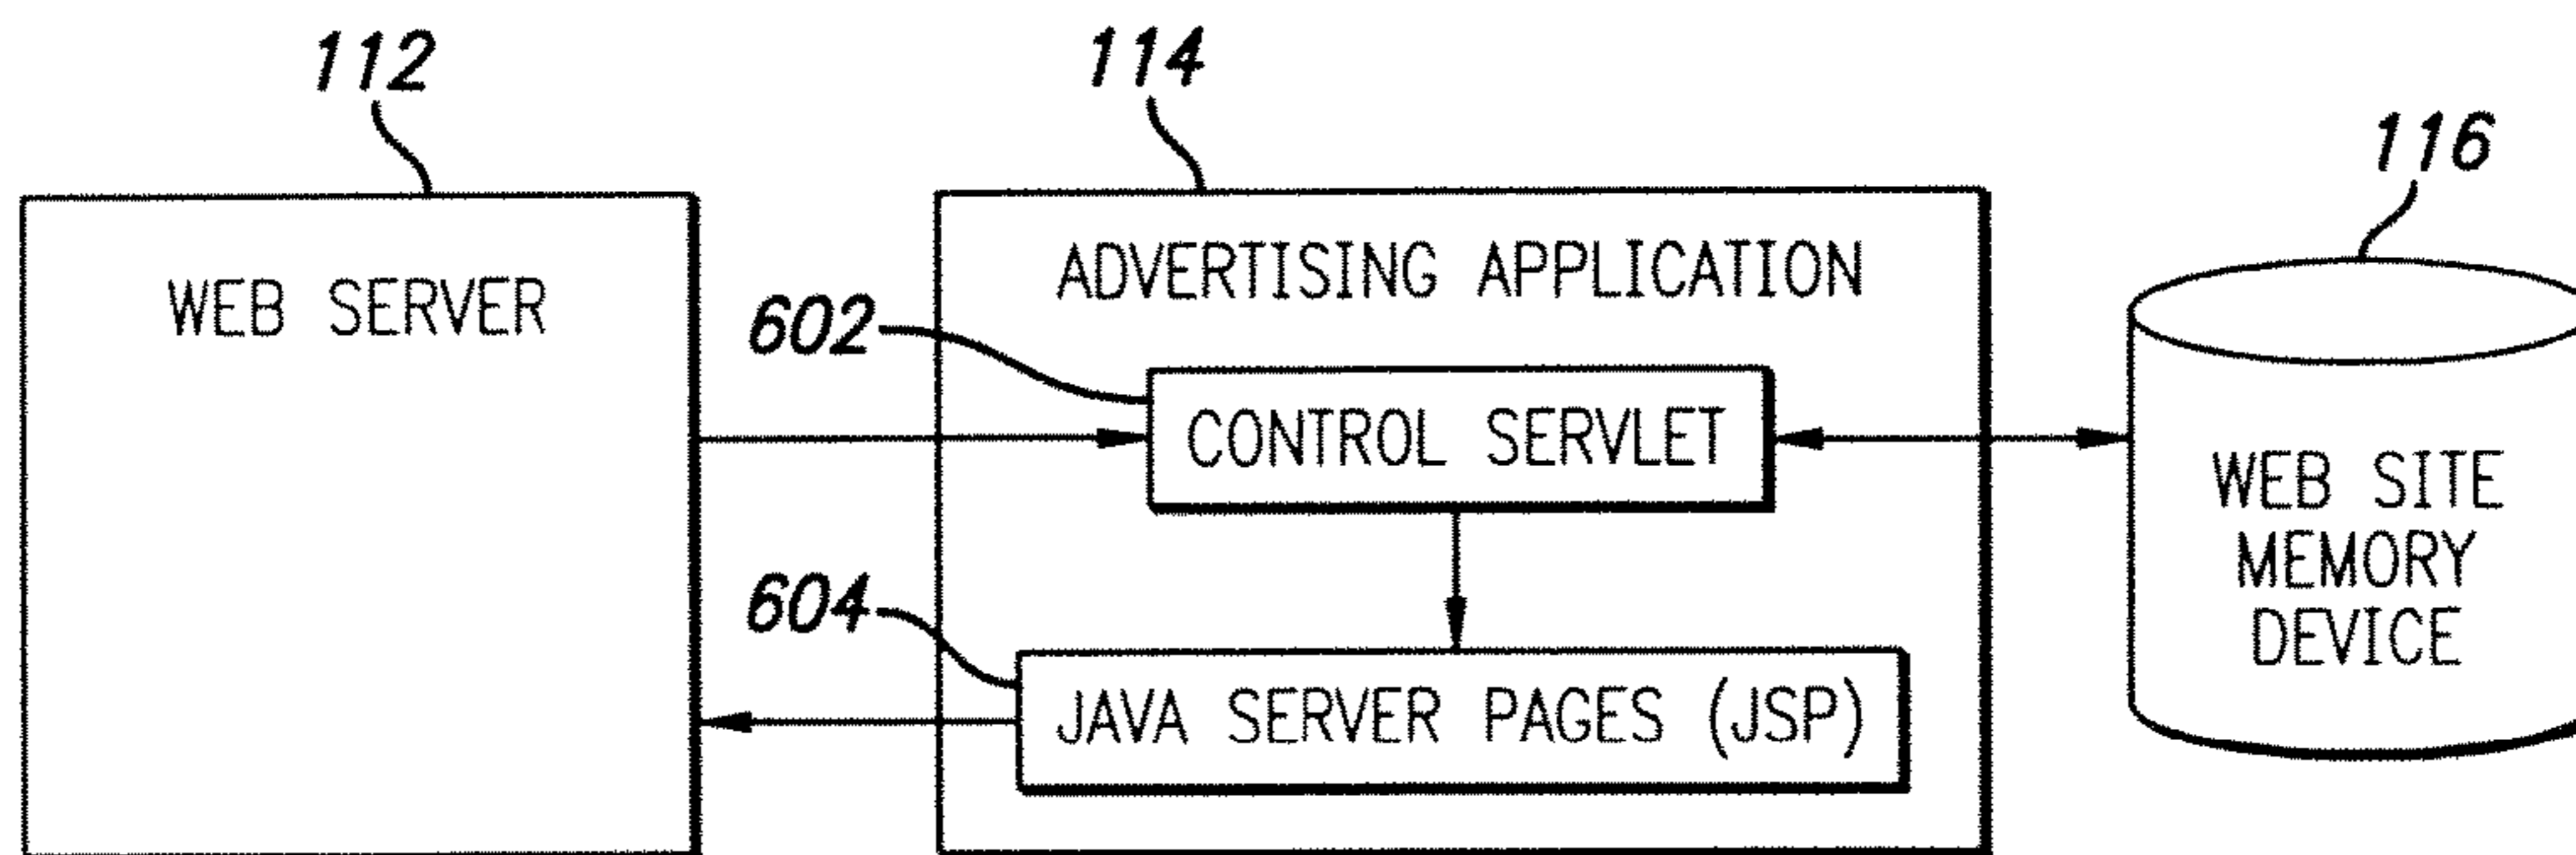 112
114
116
WEB SERVER
ADVERTISING APPLICATION
602
CONTROL SERVLET
WEB SITE
MEMORY
DEVICE
604
JAVA SERVER PAGES (JSP)